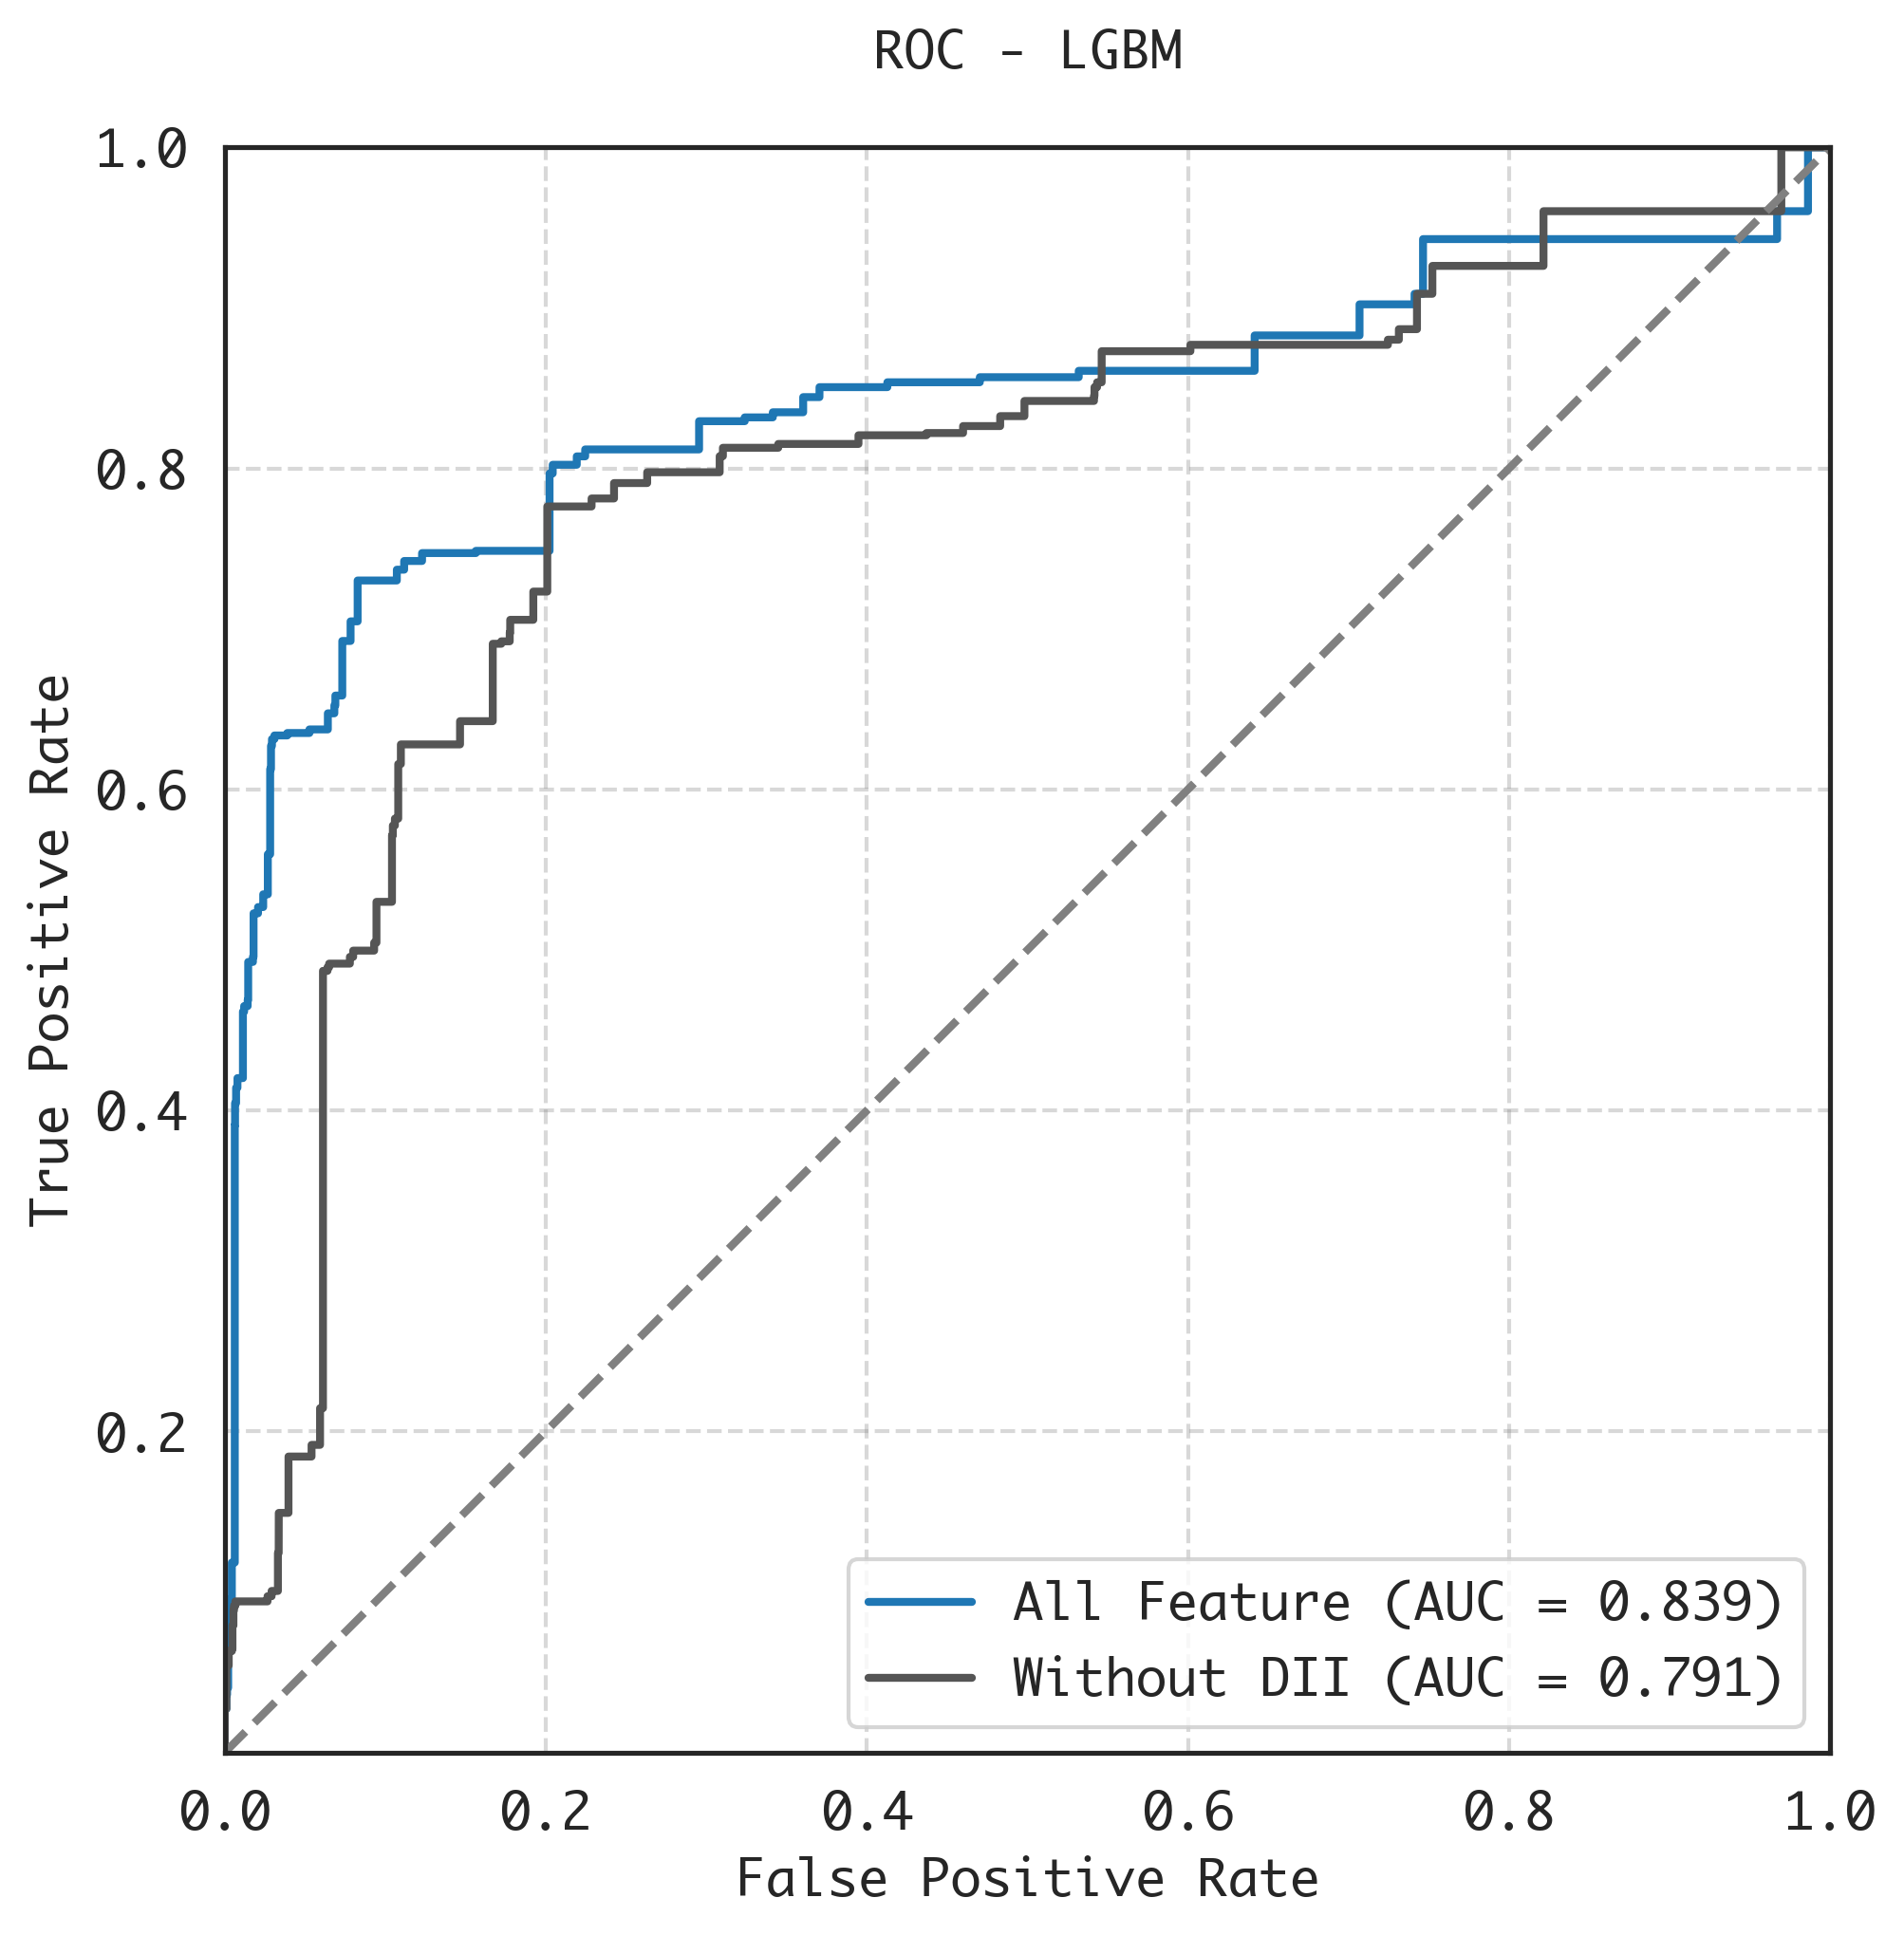 ROC - LGBM
1.0
0.8
0.6
0.4
0.2
True Positive Rate
All Feature (AUC = 0.839)
Without DII (AUC = 0.791)
0.0 0.2 0.4 0.6 0.8 1.0
False Positive Rate